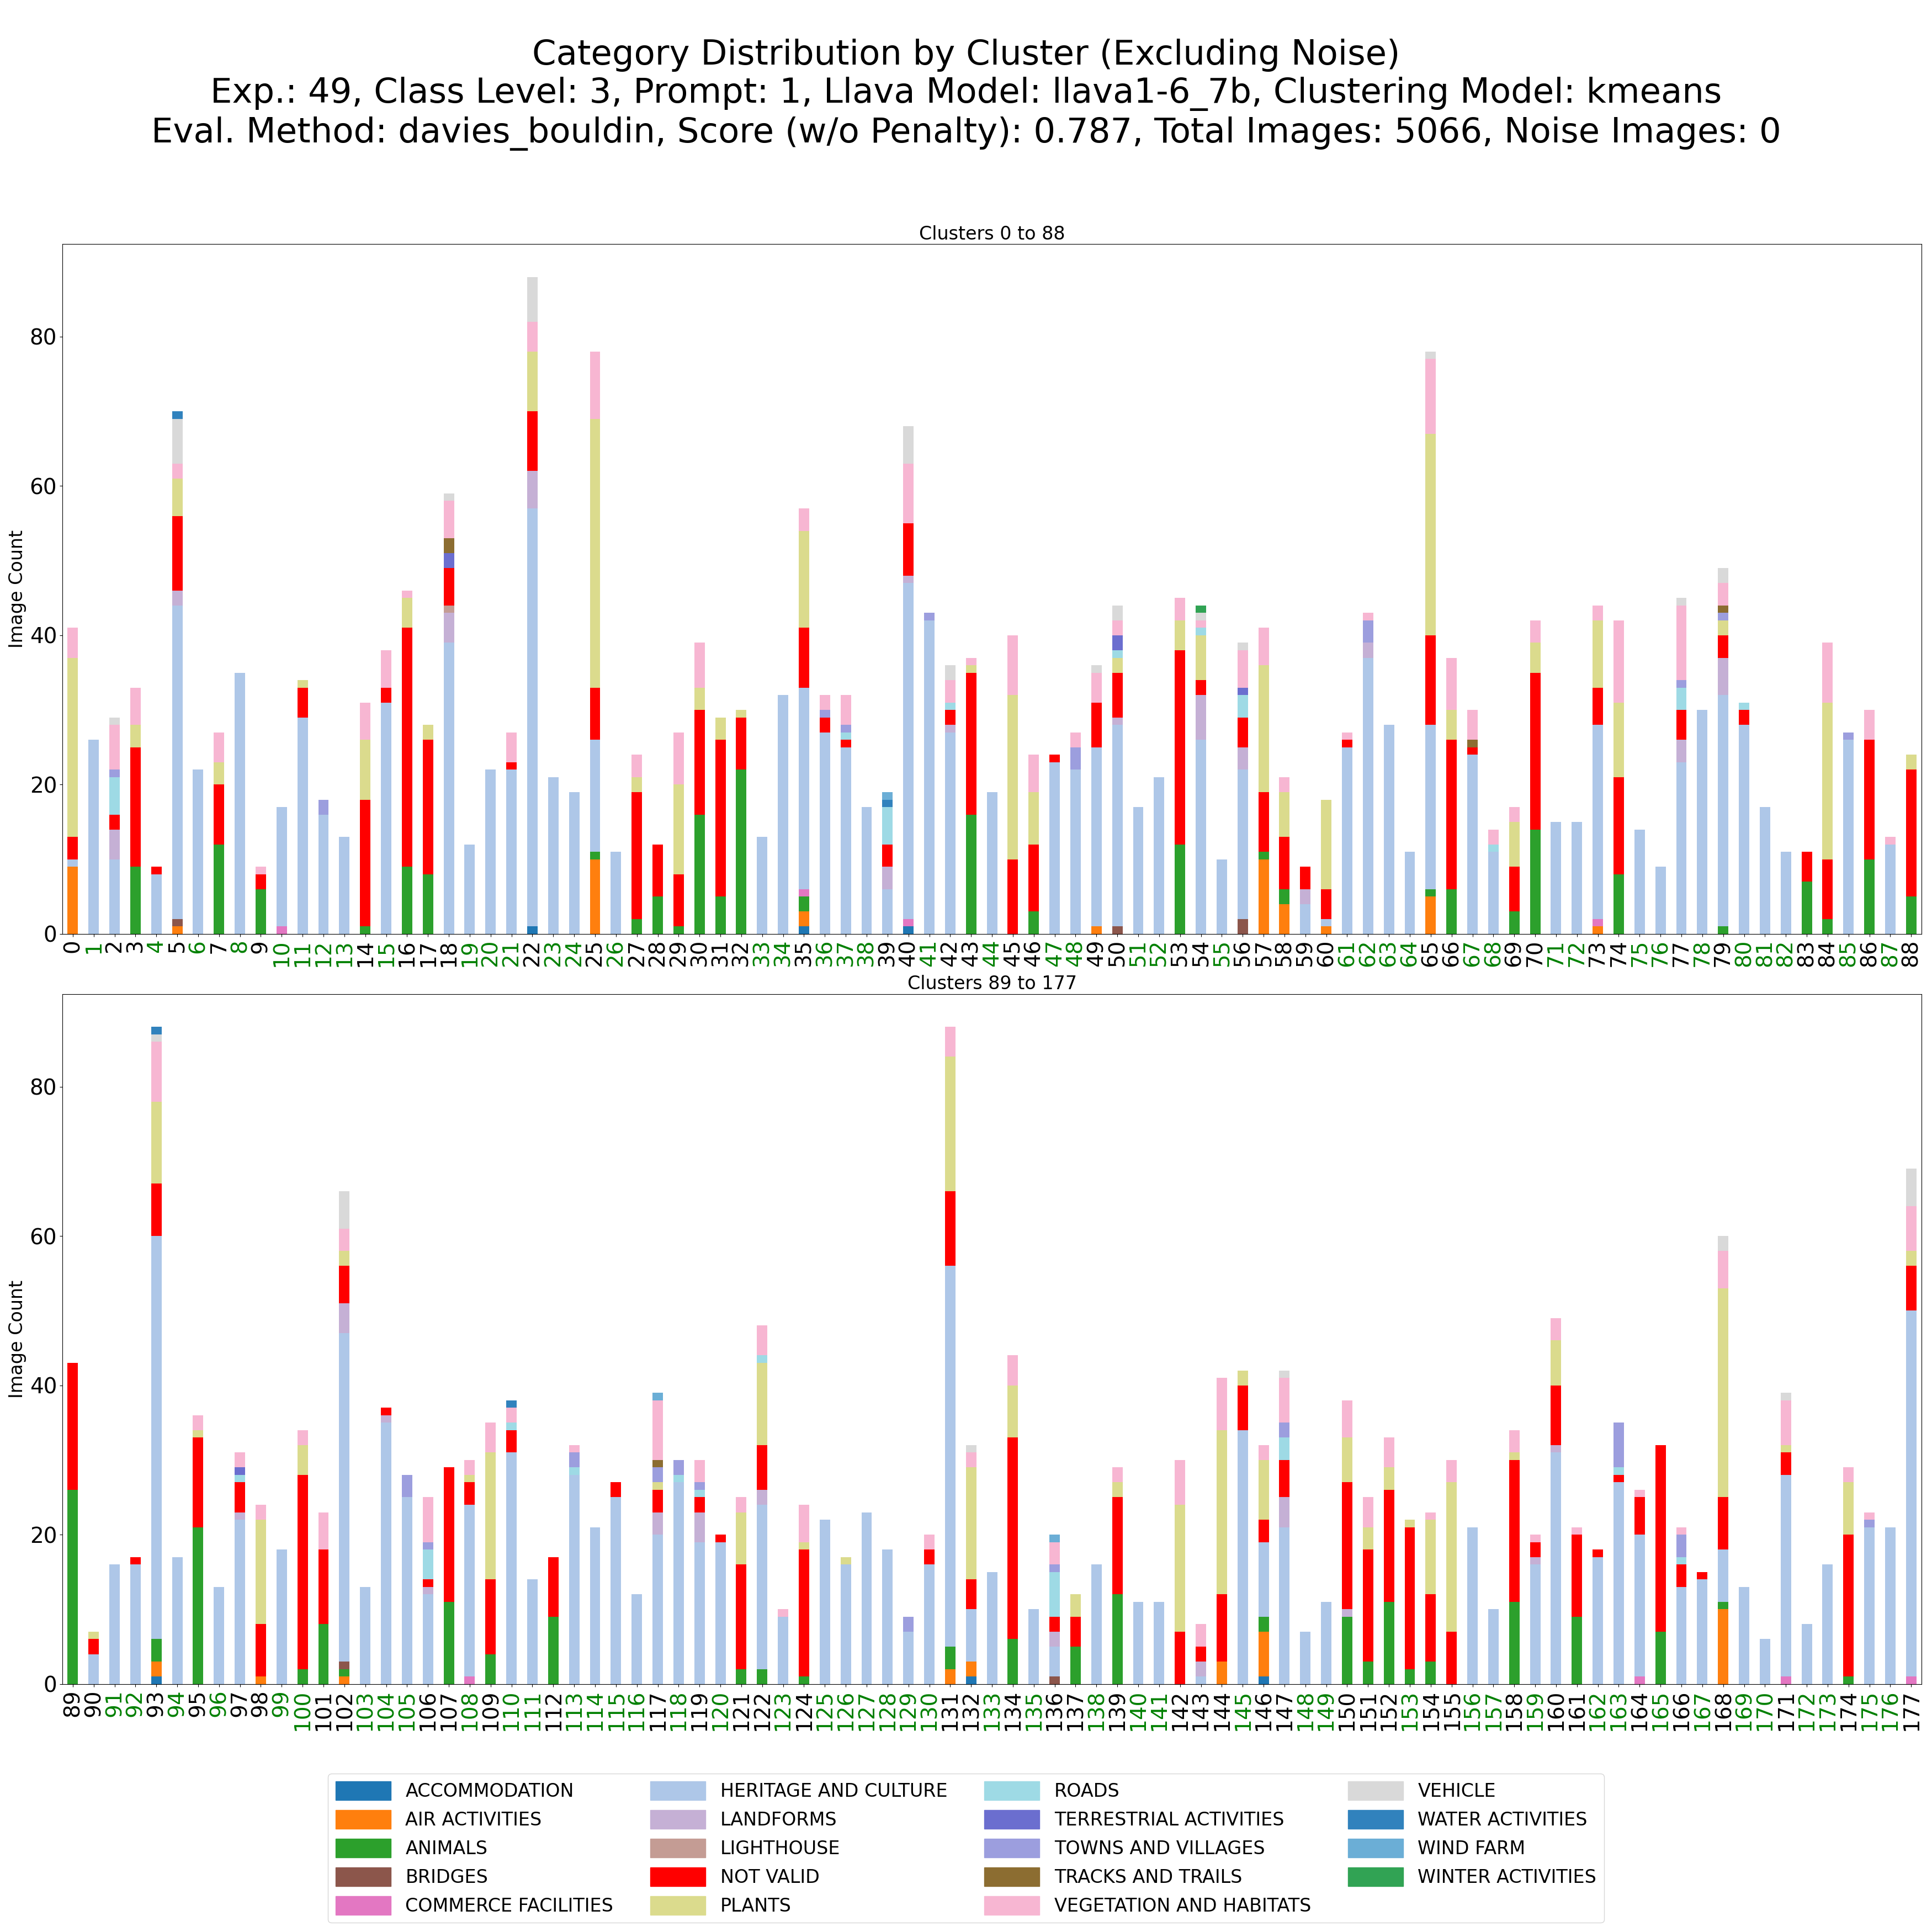 Category Distribution by Cluster (Excluding Noise)
Exp.: 49, Class Level: 3, Prompt: 1, Llava Model: llava1-6_7b, Clustering Model: kmeans
Eval. Method: davies_bouldin, Score (w/o Penalty): 0.787, Total Images: 5066, Noise Images: 0
Clusters 0 to 88
Image Count
80
60
40
20
0
0 1 2 3 4 5 6 7 8 9 10 11 12 13 14 15 16 17 18 19 20 21 22 23 24 25 26 27 28 29 30 31 32 33 34 35 36 37 38 39 40 41 42 43 44 45 46 47 48 49 50 51 52 53 54 55 56 57 58 59 60 61 62 63 64 65 66 67 68 69 70 71 72 73 74 75 76 77 78 79 80 81 82 83 84 85 86 87 88
Clusters 89 to 177
Image Count
80
60
40
20
0
89 90 91 92 93 94 95 96 97 98 99 100 101 102 103 104 105 106 107 108 109 110 111 112 113 114 115 116 117 118 119 120 121 122 123 124 125 126 127 128 129 130 131 132 133 134 135 136 137 138 139 140 141 142 143 144 145 146 147 148 149 150 151 152 153 154 155 156 157 158 159 160 161 162 163 164 165 166 167 168 169 170 171 172 173 174 175 176 177
ACCOMMODATION
AIR ACTIVITIES
ANIMALS
BRIDGES
COMMERCE FACILITIES
HERITAGE AND CULTURE
LANDFORMS
LIGHTHOUSE
NOT VALID
PLANTS
ROADS
TERRESTRIAL ACTIVITIES
TOWNS AND VILLAGES
TRACKS AND TRAILS
VEGETATION AND HABITATS
VEHICLE
WATER ACTIVITIES
WIND FARM
WINTER ACTIVITIES